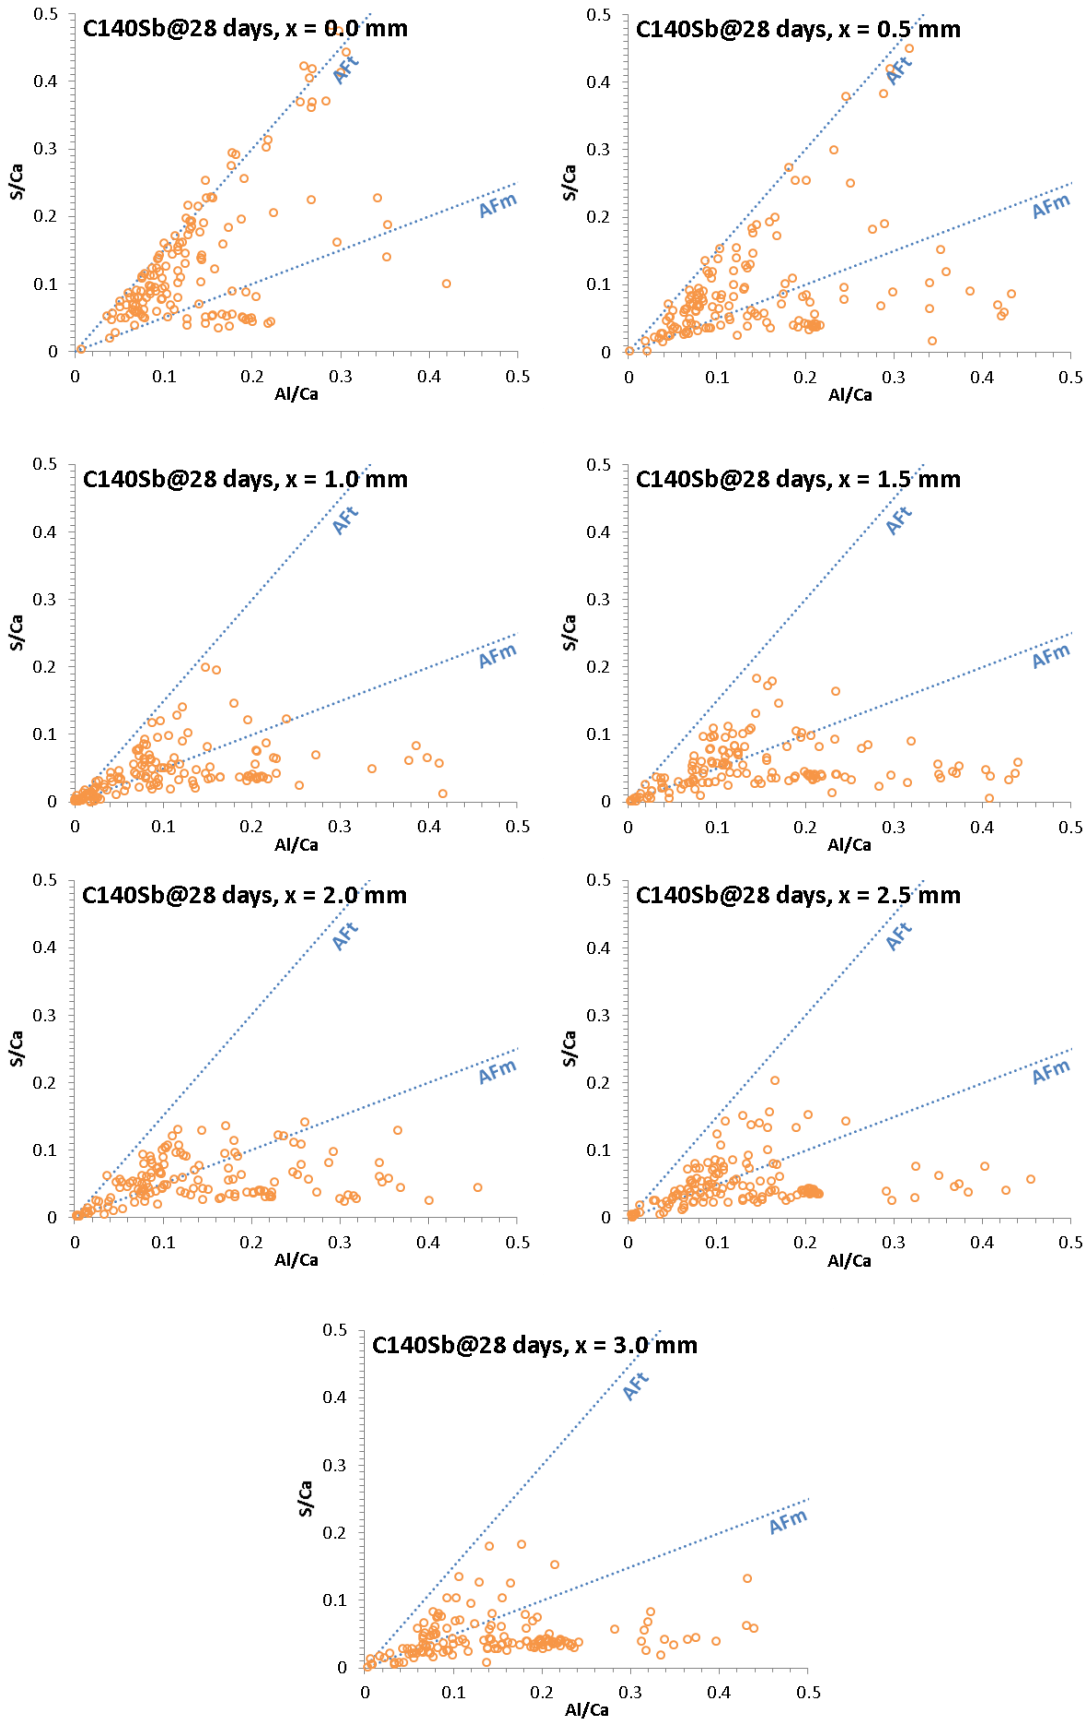 C140Sb@28 days, x = 0.0 mm
0.5
0.4
0.3
0.2
0.1
0
S/Ca
AFt
AFm
0 0.1 0.2 0.3 0.4 0.5
Al/Ca
C140Sb@28 days, x = 0.5 mm
0.5
0.4
0.3
0.2
0.1
0
S/Ca
AFt
AFm
0 0.1 0.2 0.3 0.4 0.5
Al/Ca
C140Sb@28 days, x = 1.0 mm
0.5
0.4
0.3
0.2
0.1
0
S/Ca
AFt
AFm
0 0.1 0.2 0.3 0.4 0.5
Al/Ca
C140Sb@28 days, x = 1.5 mm
0.5
0.4
0.3
0.2
0.1
0
S/Ca
AFt
AFm
0 0.1 0.2 0.3 0.4 0.5
Al/Ca
C140Sb@28 days, x = 2.0 mm
0.5
0.4
0.3
0.2
0.1
0
S/Ca
AFt
AFm
0 0.1 0.2 0.3 0.4 0.5
Al/Ca
C140Sb@28 days, x = 2.5 mm
0.5
0.4
0.3
0.2
0.1
0
S/Ca
AFt
AFm
0 0.1 0.2 0.3 0.4 0.5
Al/Ca
C140Sb@28 days, x = 3.0 mm
0.5
0.4
0.3
0.2
0.1
0
S/Ca
AFt
AFm
0 0.1 0.2 0.3 0.4 0.5
Al/Ca